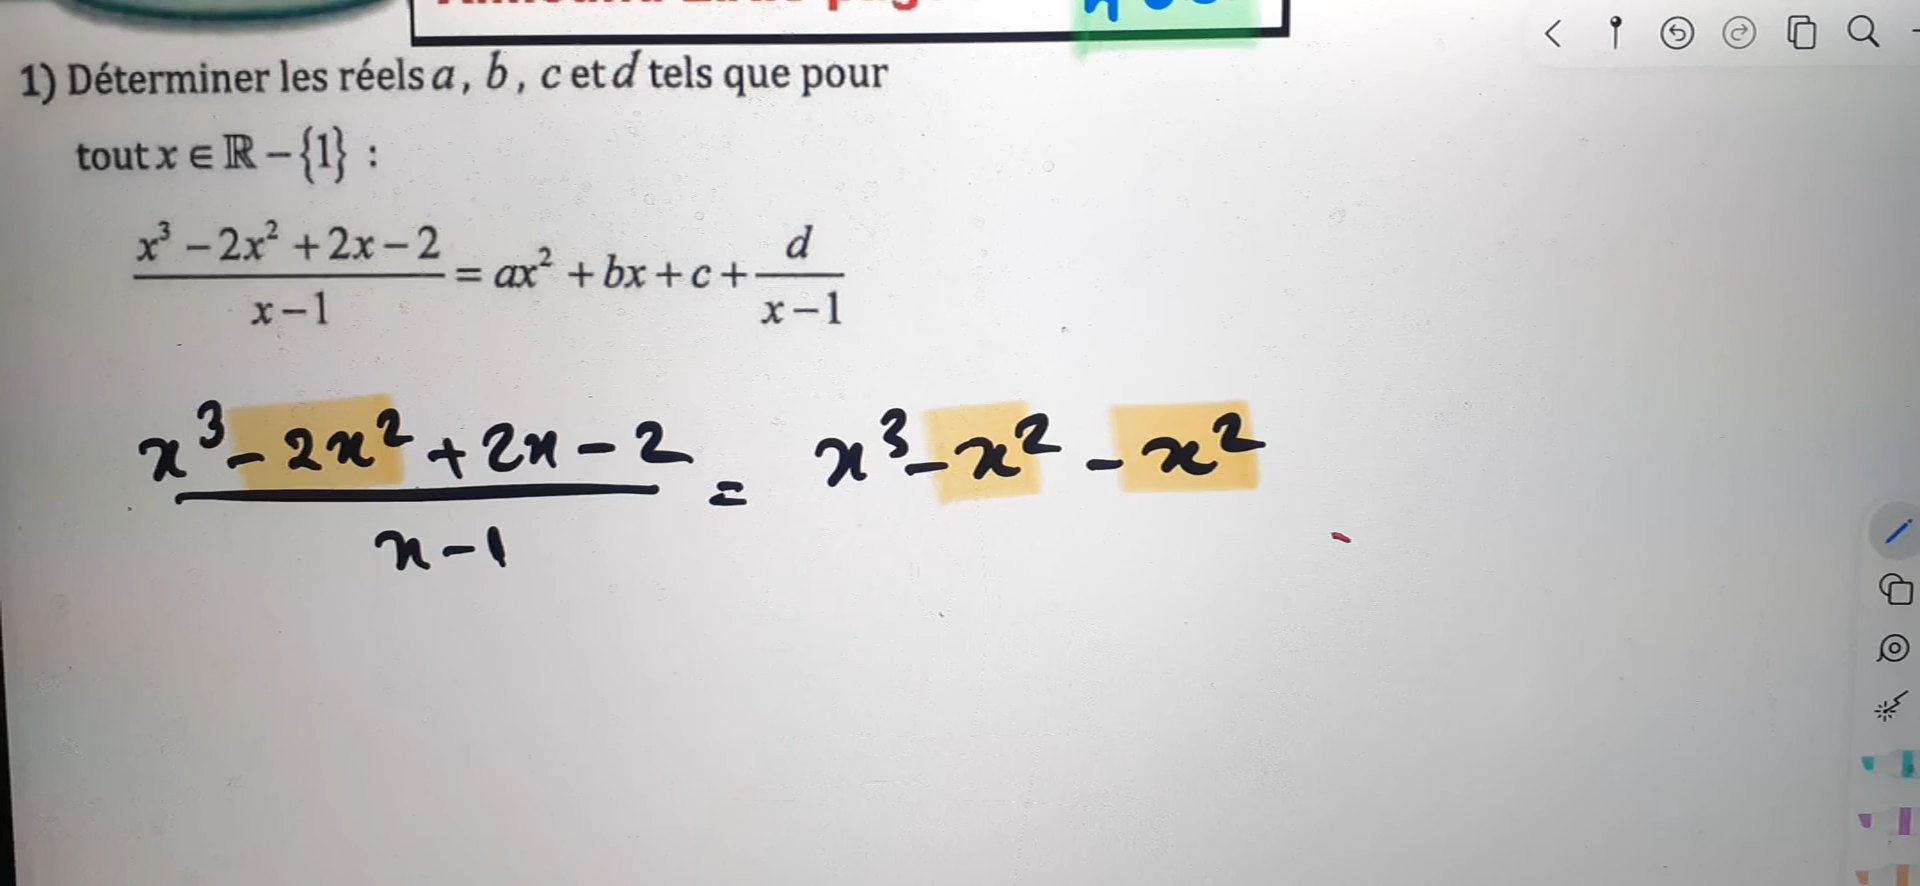 1) Déterminer les réels a, b, c et d tels que pour
tout x ∈ ℝ − {1} :
(x³ − 2x² + 2x − 2)/(x − 1) = ax² + bx + c + d/(x − 1)
(x³ − 2x² + 2x − 2)/(x − 1) = x³ − x² − x²